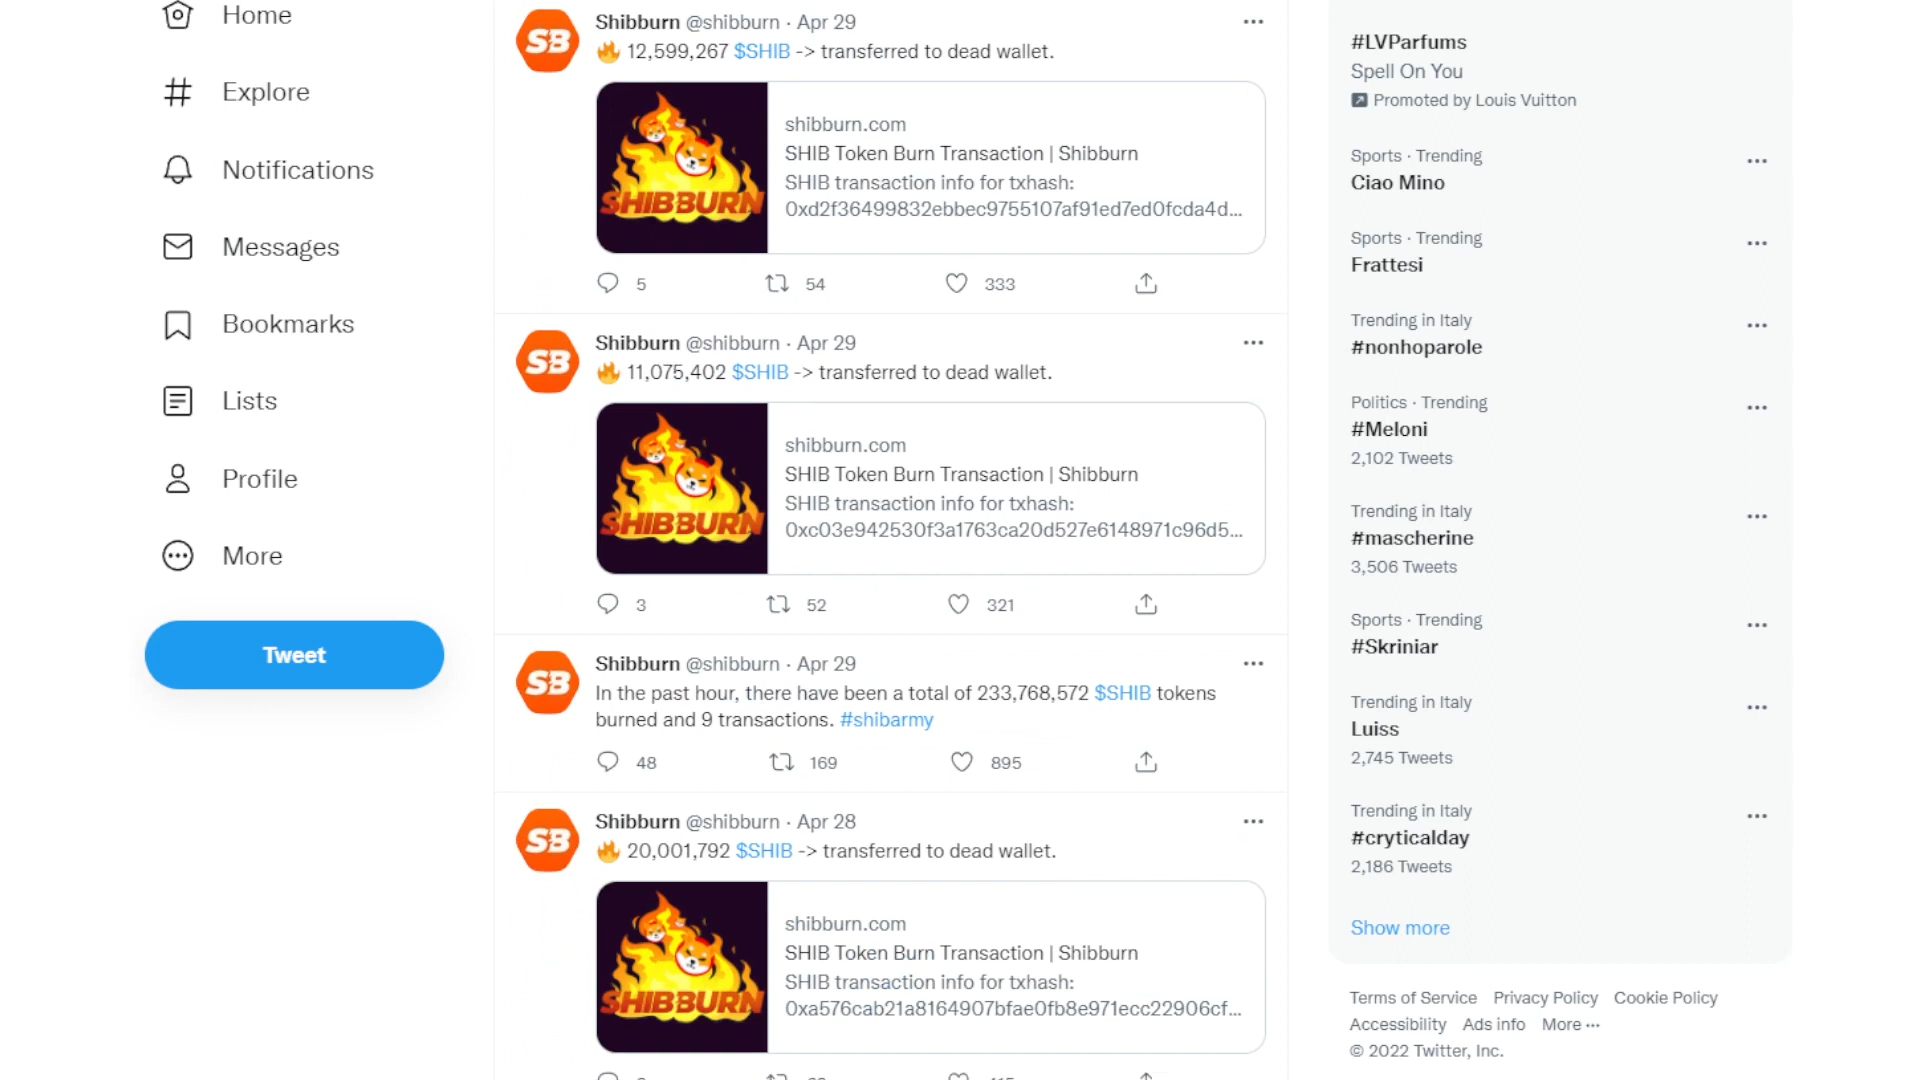 Home
Explore
Notifications
Messages
Bookmarks
Lists
Profile
More
Tweet
Shibburn @shibburn · Apr 29
🔥 12,599,267 $SHIB -> transferred to dead wallet.
SHIBBURN
shibburn.com
SHIB Token Burn Transaction | Shibburn
SHIB transaction info for txhash:
0xd2f36499832ebbec9755107af91ed7ed0fcda4d...
5 54 333
SB
Shibburn @shibburn · Apr 29
🔥 11,075,402 $SHIB -> transferred to dead wallet.
SHIBBURN
shibburn.com
SHIB Token Burn Transaction | Shibburn
SHIB transaction info for txhash:
0xc03e942530f3a1763ca20d527e6148971c96d5...
3 52 321
SB
Shibburn @shibburn · Apr 29
In the past hour, there have been a total of 233,768,572 $SHIB tokens
burned and 9 transactions. #shibarmy
48 169 895
SB
Shibburn @shibburn · Apr 28
🔥 20,001,792 $SHIB -> transferred to dead wallet.
SHIBBURN
shibburn.com
SHIB Token Burn Transaction | Shibburn
SHIB transaction info for txhash:
0xa576cab21a8164907bfae0fb8e971ecc22906cf...
SB
#LVParfums
Spell On You
Promoted by Louis Vuitton
Sports · Trending
Ciao Mino
Sports · Trending
Frattesi
Trending in Italy
#nonhoparole
Politics · Trending
#Meloni
2,102 Tweets
Trending in Italy
#mascherine
3,506 Tweets
Sports · Trending
#Skriniar
Trending in Italy
Luiss
2,745 Tweets
Trending in Italy
#cryticalday
2,186 Tweets
Show more
Terms of Service Privacy Policy Cookie Policy
Accessibility Ads info More ...
© 2022 Twitter, Inc.